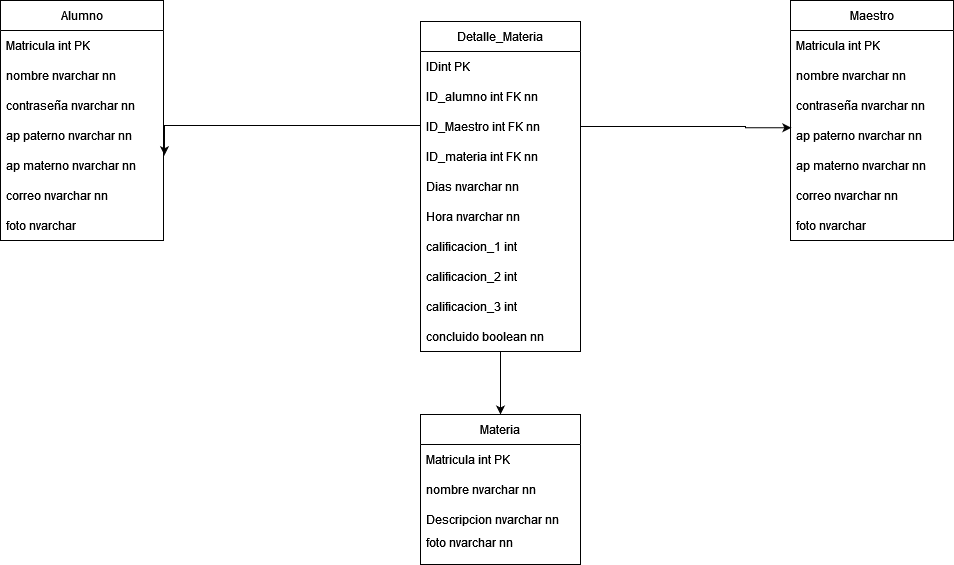 Alumno
Matricula int PK
nombre nvarchar nn
contraseña nvarchar nn
ap paterno nvarchar nn
ap materno nvarchar nn
correo nvarchar nn
foto nvarchar
Detalle_Materia
IDint PK
ID_alumno int FK nn
ID_Maestro int FK nn
ID_materia int FK nn
Dias nvarchar nn
Hora nvarchar nn
calificacion_1 int
calificacion_2 int
calificacion_3 int
concluido boolean nn
Maestro
Matricula int PK
nombre nvarchar nn
contraseña nvarchar nn
ap paterno nvarchar nn
ap materno nvarchar nn
correo nvarchar nn
foto nvarchar
Materia
Matricula int PK
nombre nvarchar nn
Descripcion nvarchar nn
foto nvarchar nn